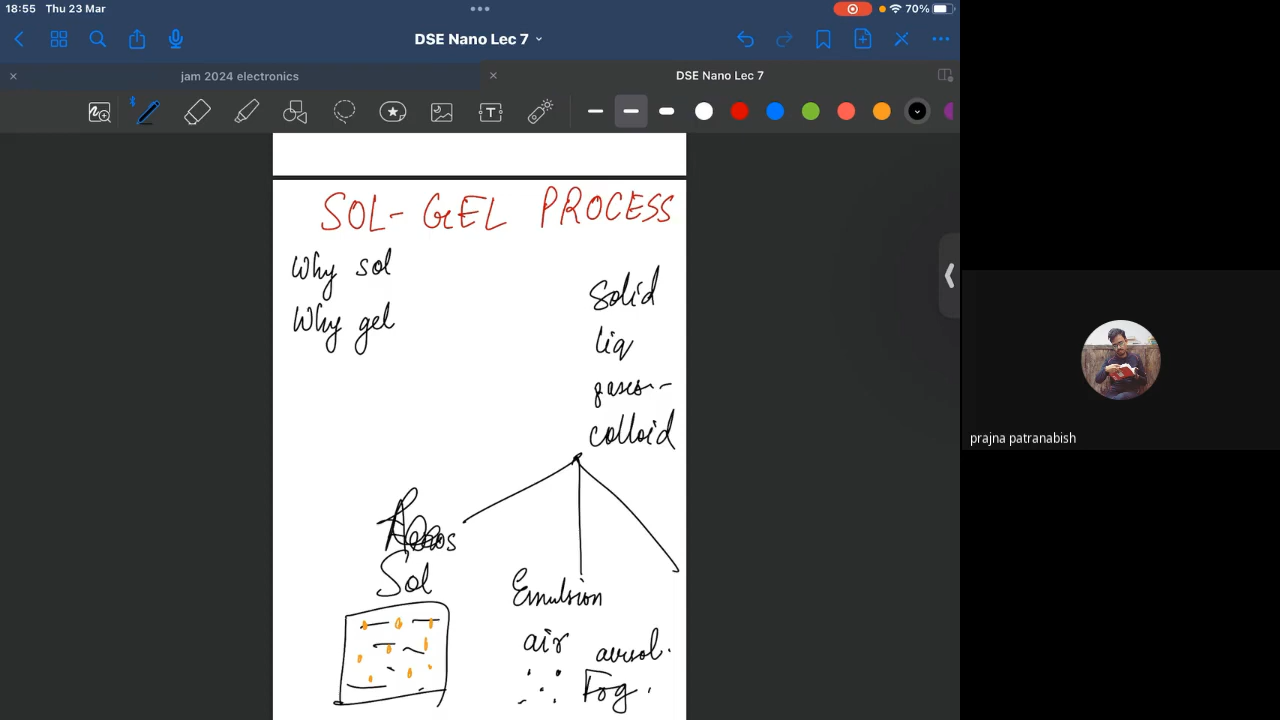 18:55 Thu 23 Mar
70%
DSE Nano Lec 7
jam 2024 electronics
DSE Nano Lec 7
SOL-GEL PROCESS
Why sol
Why gel
Solid
liq
gases-
colloid
Sol
Emulsion
air
aerosol.
Fog.
prajna patranabish